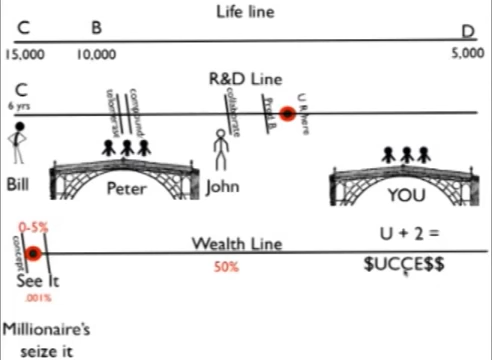 Life line
C B D
15,000 10,000 5,000
R&D Line
C
6 yrs
telomerase
compound
collaborate
Prod B
U R here
Bill
Peter
John
YOU
0-5%
concept
Wealth Line
U + 2 =
See It
50%
$UCCE$$
.001%
Millionaire's
seize it